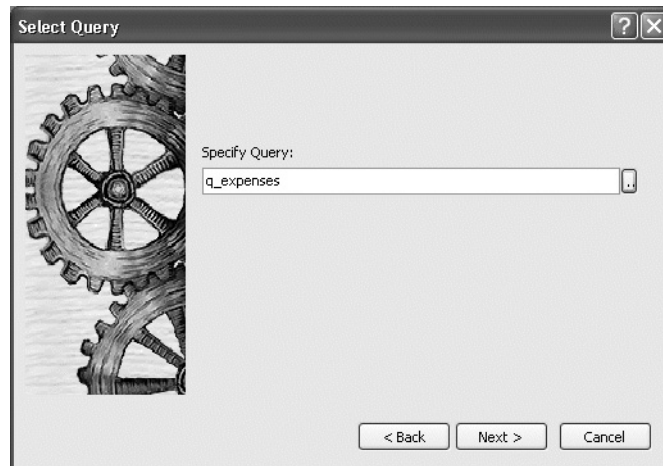 Select Query
Specify Query:
q_expenses
..
< Back Next > Cancel